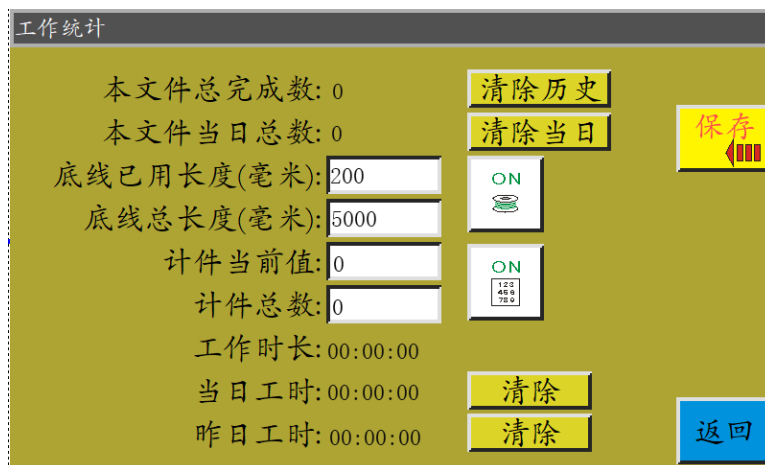 工作统计
本文件总完成数: 0 清除历史
本文件当日总数: 0 清除当日
保存
底线已用长度(毫米): 200 ON
底线总长度(毫米): 5000
计件当前值: 0 ON
123
456
789
计件总数: 0
工作时长: 00:00:00
当日工时: 00:00:00 清除
昨日工时: 00:00:00 清除
返回